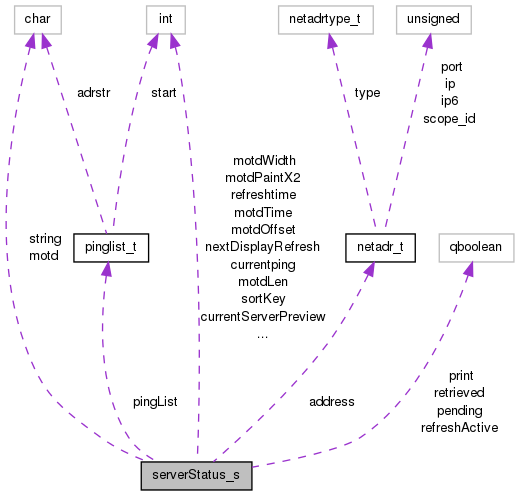 char
int
netadrtype_t
unsigned
adrstr
start
type
port
ip
ip6
scope_id
motdWidth
motdPaintX2
refreshtime
motdTime
motdOffset
nextDisplayRefresh
currentping
motdLen
sortKey
currentServerPreview
...
string
motd
pinglist_t
netadr_t
qboolean
pingList
address
print
retrieved
pending
refreshActive
serverStatus_s